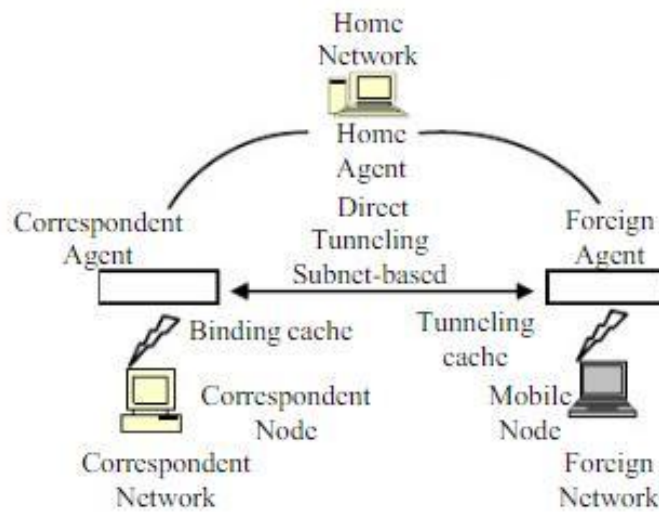 Home
Network
Home
Agent
Direct
Tunneling
Subnet-based
Correspondent
Agent
Foreign
Agent
Binding cache
Tunneling
cache
Correspondent
Node
Mobile
Node
Correspondent
Network
Foreign
Network